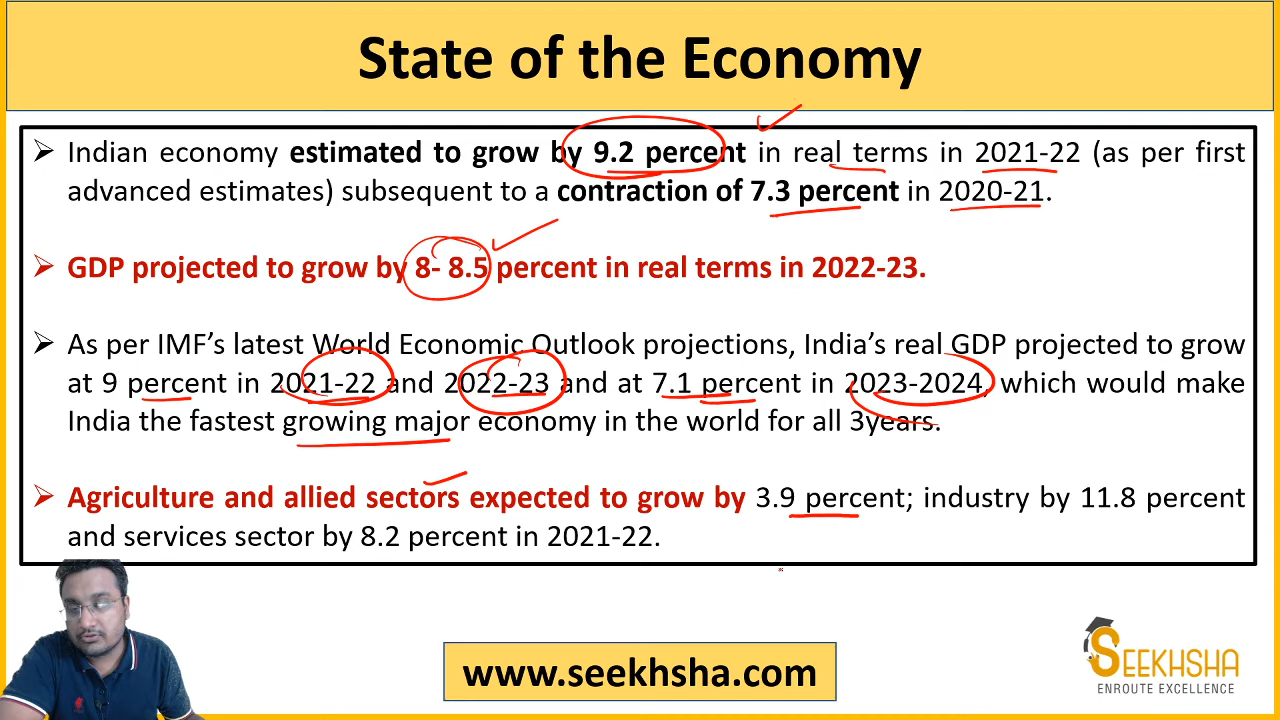 State of the Economy
➢ Indian economy estimated to grow by 9.2 percent in real terms in 2021-22 (as per first
advanced estimates) subsequent to a contraction of 7.3 percent in 2020-21.
➢ GDP projected to grow by 8- 8.5 percent in real terms in 2022-23.
➢ As per IMF’s latest World Economic Outlook projections, India’s real GDP projected to grow
at 9 percent in 2021-22 and 2022-23 and at 7.1 percent in 2023-2024, which would make
India the fastest growing major economy in the world for all 3years.
➢ Agriculture and allied sectors expected to grow by 3.9 percent; industry by 11.8 percent
and services sector by 8.2 percent in 2021-22.
www.seekhsha.com
SEEKHSHA
ENROUTE EXCELLENCE